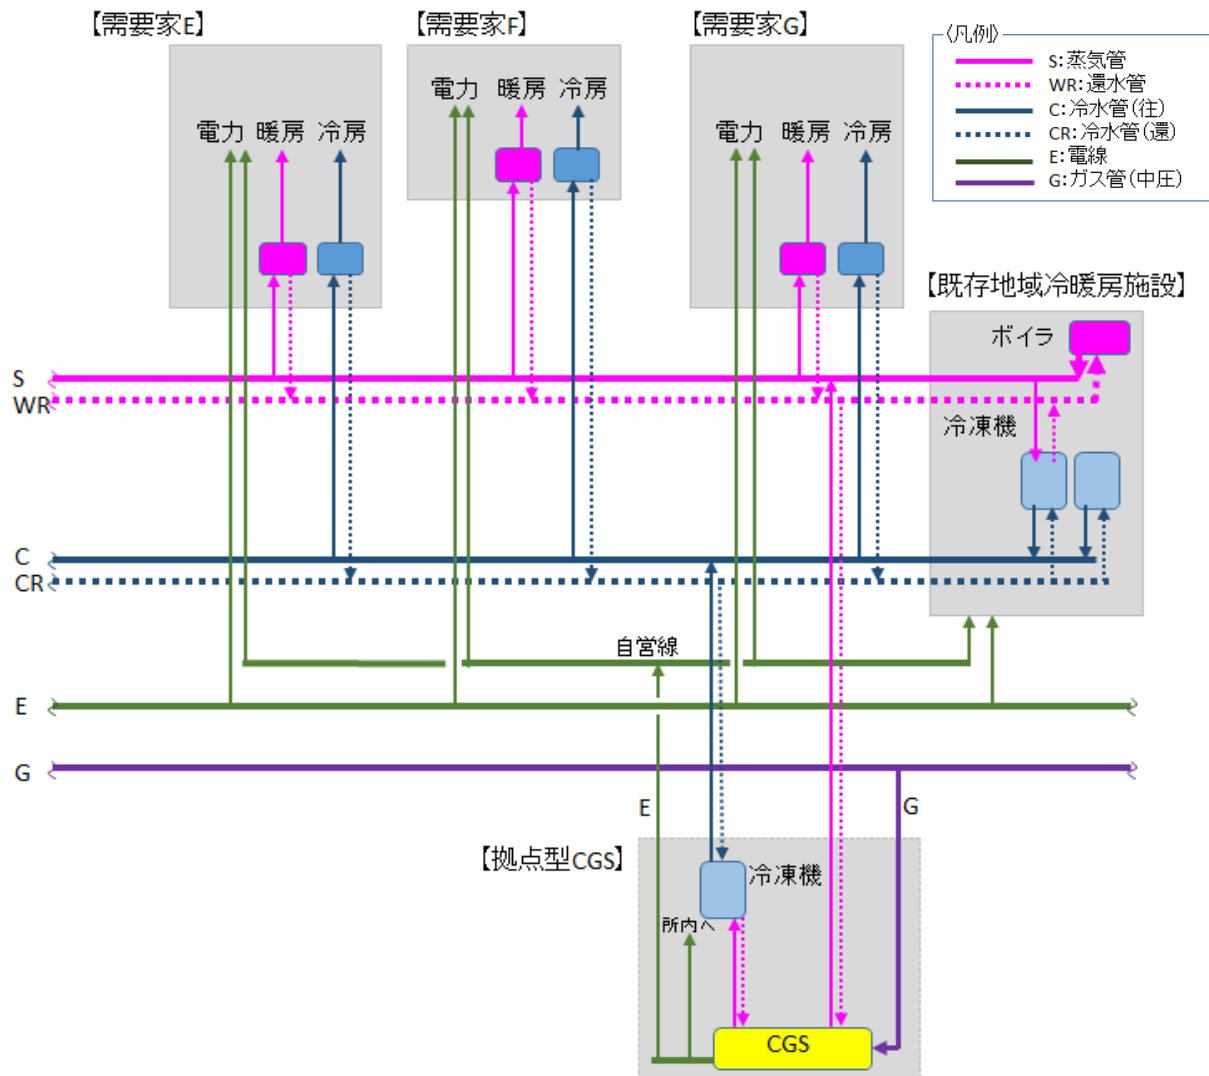 【需要家E】
【需要家F】
【需要家G】
〈凡例〉
S：蒸気管
WR：還水管
C：冷水管（往）
CR：冷水管（還）
E：電線
G：ガス管（中圧）
電力 暖房 冷房
電力 暖房 冷房
電力 暖房 冷房
【既存地域冷暖房施設】
ボイラ
S
WR
冷凍機
C
CR
自営線
E
G
E
G
【拠点型CGS】
冷凍機
所内へ
CGS